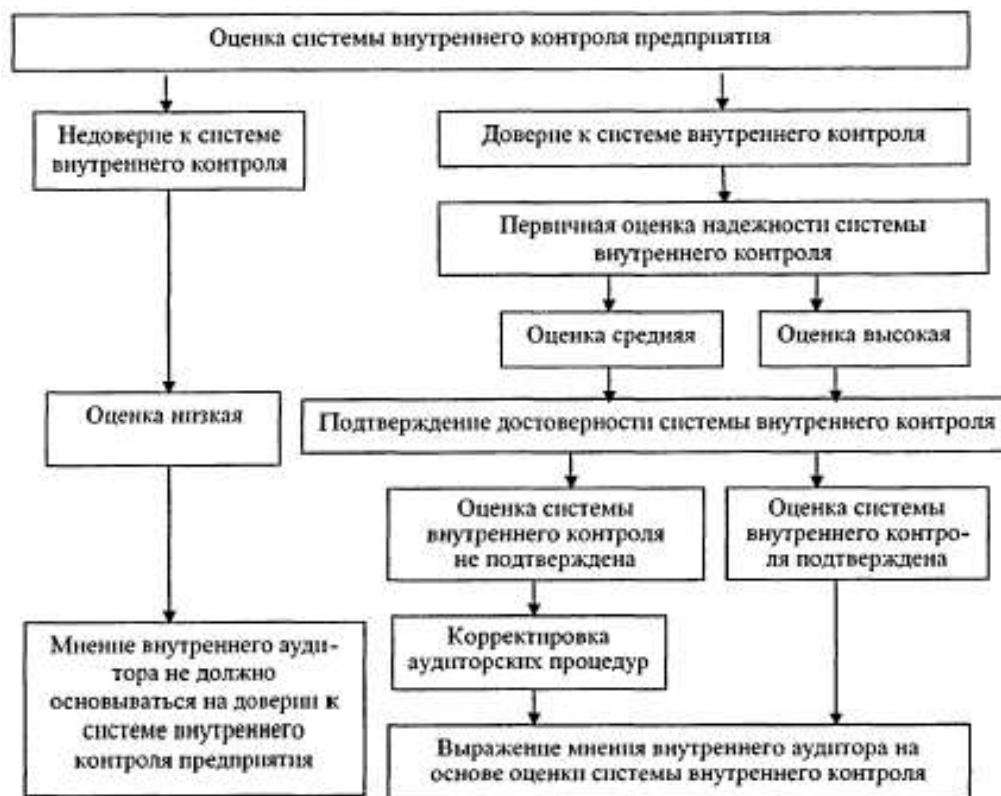 Оценка системы внутреннего контроля предприятия
Недоверие к системе
внутреннего контроля
Доверие к системе внутреннего контроля
Первичная оценка надежности системы
внутреннего контроля
Оценка средняя
Оценка высокая
Оценка низкая
Подтверждение достоверности системы внутреннего контроля
Оценка системы
внутреннего контроля
не подтверждена
Оценка системы
внутреннего контро-
ля подтверждена
Корректировка
аудиторских процедур
Мнение внутреннего ауди-
тора не должно
основываться на доверии к
системе внутреннего
контроля предприятия
Выражение мнения внутреннего аудитора на
основе оценки системы внутреннего контроля